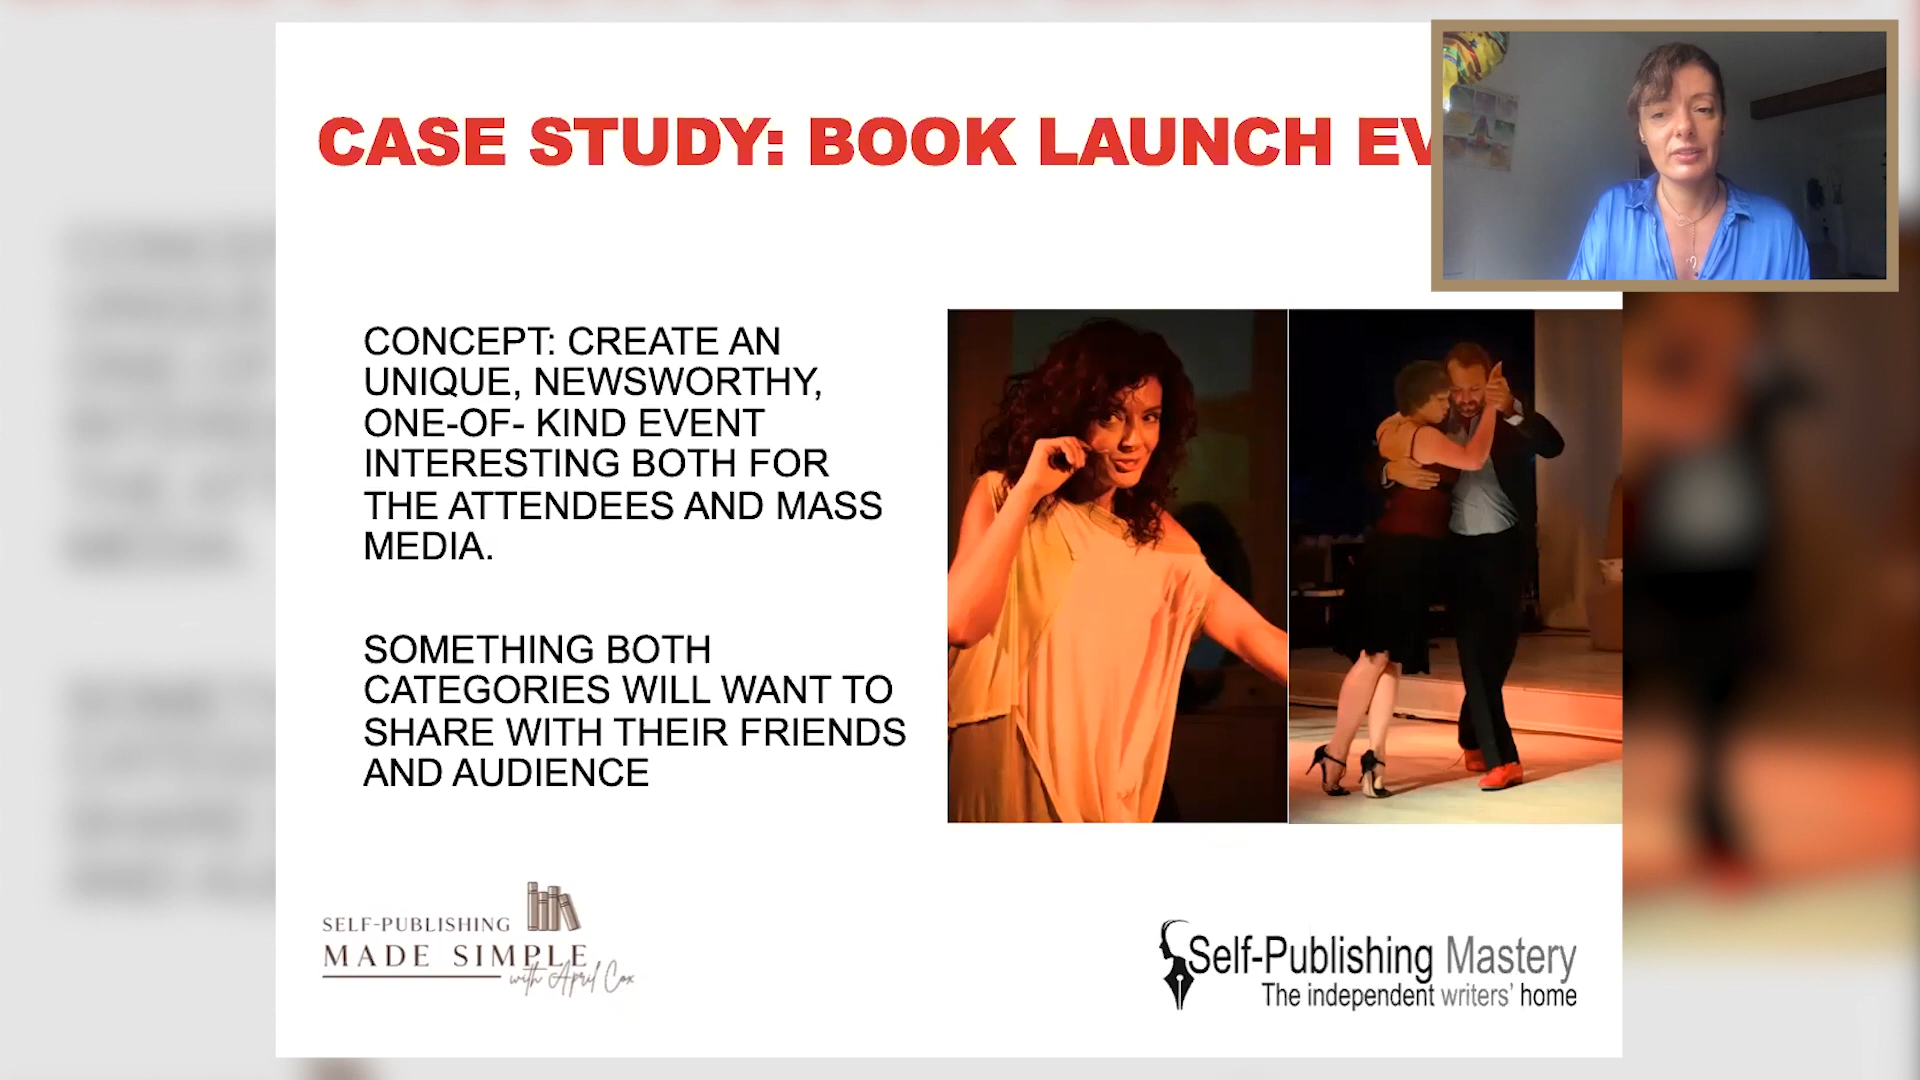 CASE STUDY: BOOK LAUNCH EV
CONCEPT: CREATE AN
UNIQUE, NEWSWORTHY,
ONE-OF- KIND EVENT
INTERESTING BOTH FOR
THE ATTENDEES AND MASS
MEDIA.
SOMETHING BOTH
CATEGORIES WILL WANT TO
SHARE WITH THEIR FRIENDS
AND AUDIENCE
SELF-PUBLISHING
MADE SIMPLE
with April Cox
Self-Publishing Mastery
The independent writers' home